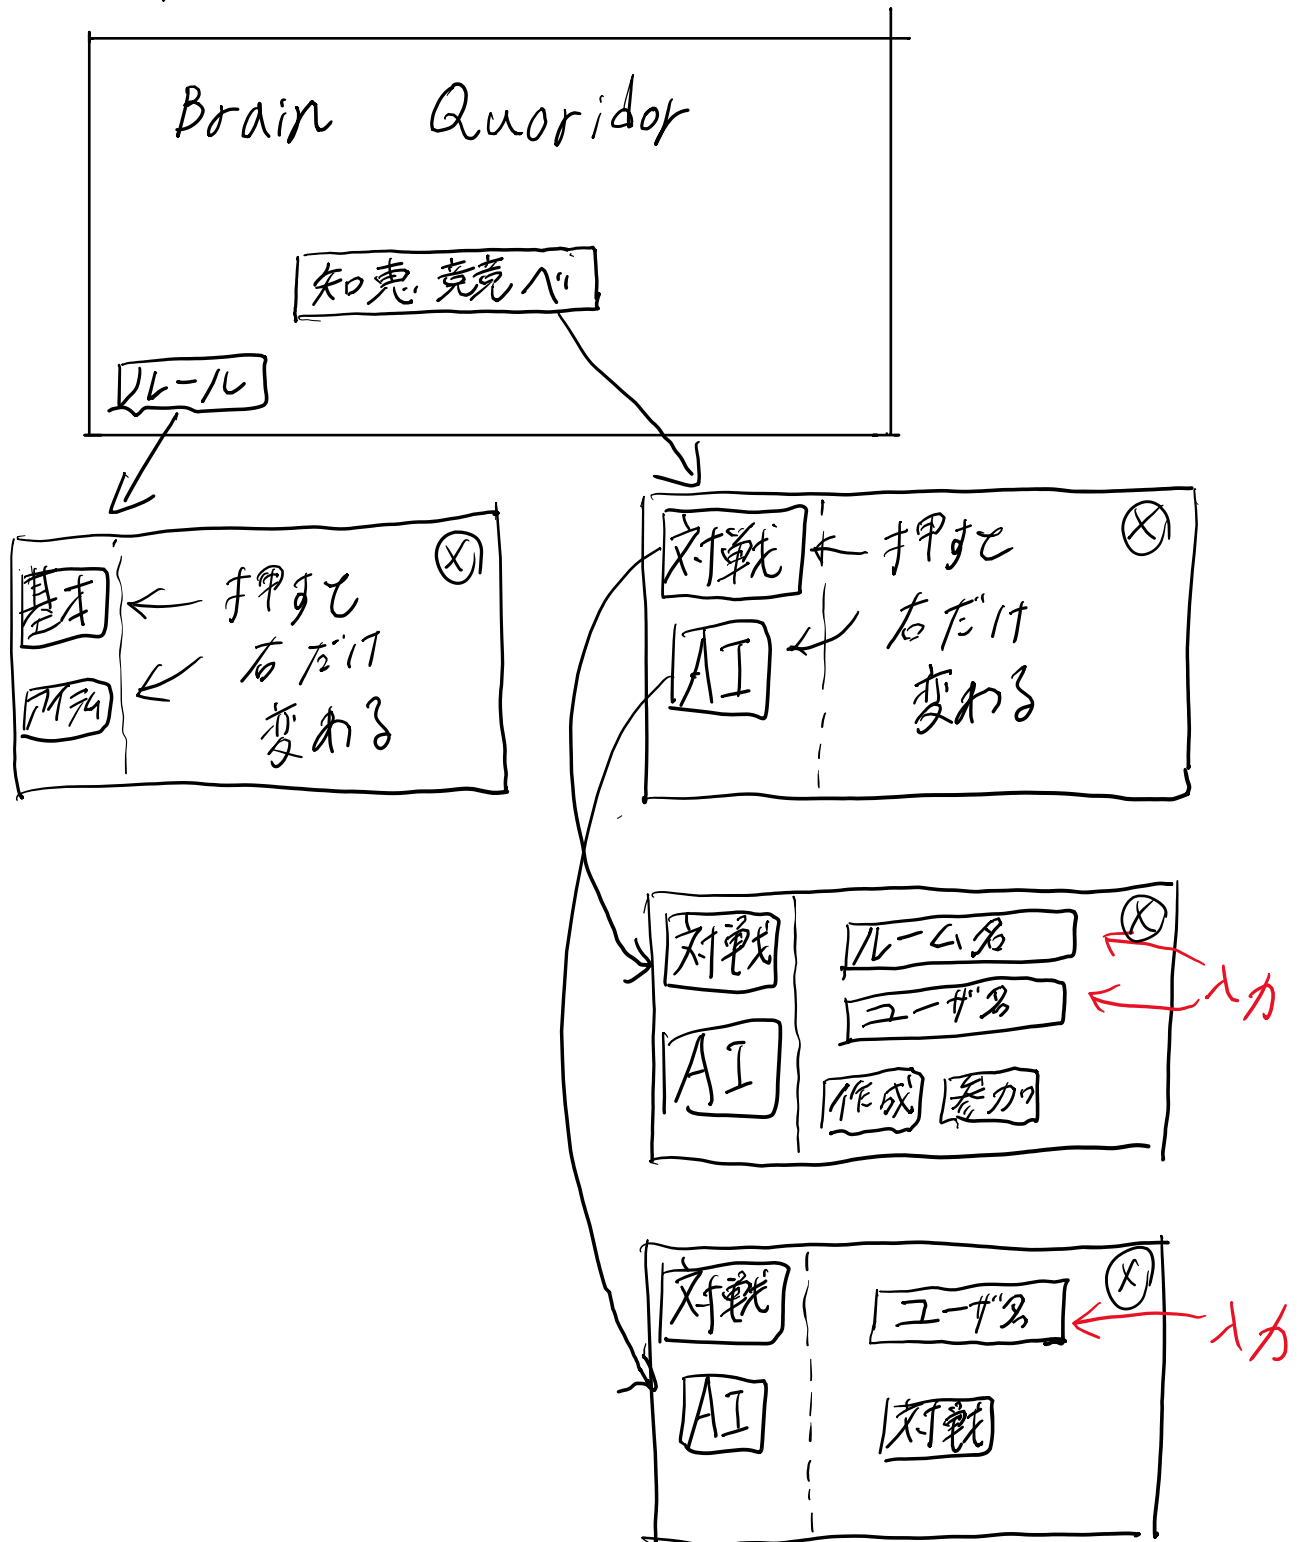 Brain Quoridor
知恵競べ
ルール
基本
アイテム
押すと
右だけ
変わる
X
対戦
AI
押すと
右だけ
変わる
X
対戦
AI
ルーム名
ユーザ名
作成 参加
X
入力
対戦
AI
ユーザ名
対戦
X
入力